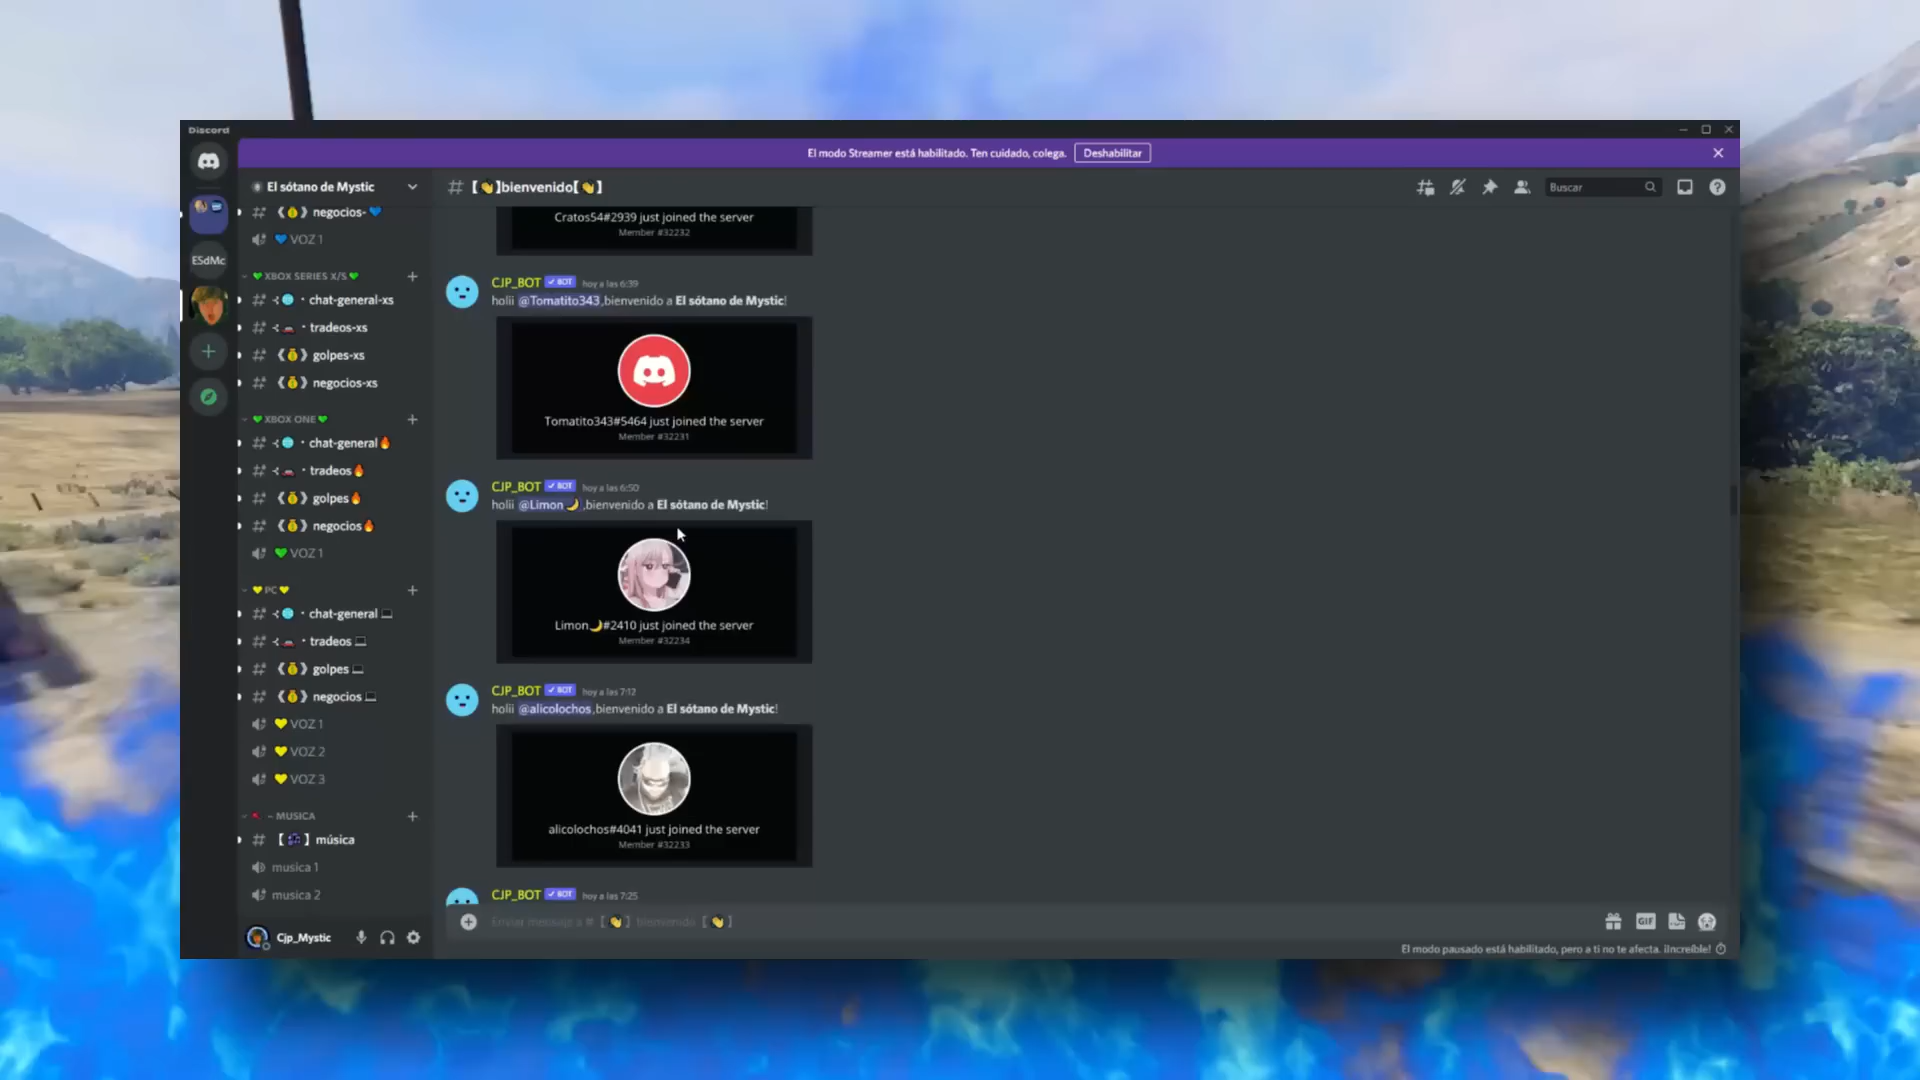 Discord
El modo Streamer está habilitado. Ten cuidado, colega.
Deshabilitar
El sótano de Mystic
[👋]bienvenido[👋]
Buscar
ESdMc
negocios-💙
💙 VOZ 1
💚 XBOX SERIES X/S 💚
chat-general-xs
tradeos-xs
golpes-xs
negocios-xs
💚 XBOX ONE 💚
chat-general🔥
tradeos🔥
golpes🔥
negocios🔥
💚 VOZ 1
💛 PC 💛
chat-general 💻
tradeos 💻
golpes 💻
negocios 💻
💛 VOZ 1
💛 VOZ 2
💛 VOZ 3
- MUSICA
música
musica 1
musica 2
Cjp_Mystic
Cratos54#2939 just joined the server
Member #32232
CJP_BOT BOT hoy a las 6:39
holii @Tomatito343,bienvenido a El sótano de Mystic!
Tomatito343#5464 just joined the server
Member #32231
CJP_BOT BOT hoy a las 6:50
holii @Limon🌙,bienvenido a El sótano de Mystic!
Limon🌙#2410 just joined the server
Member #32234
CJP_BOT BOT hoy a las 7:12
holii @alicolochos,bienvenido a El sótano de Mystic!
alicolochos#4041 just joined the server
Member #32233
CJP_BOT BOT hoy a las 7:25
Enviar mensaje a # [👋] bienvenido [👋]
GIF
El modo pausado está habilitado, pero a ti no te afecta. ¡Increíble!